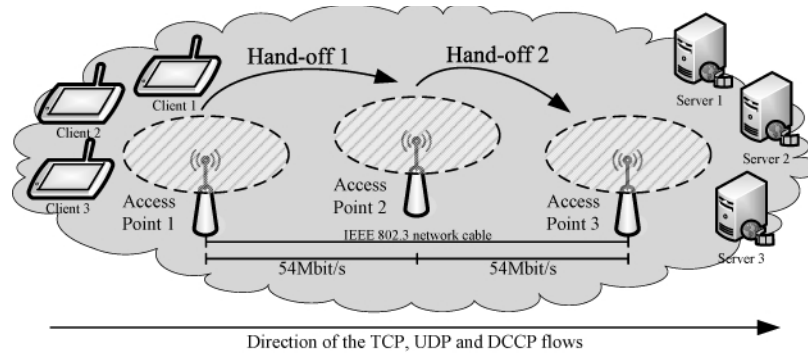 Hand-off 1
Hand-off 2
Client 1
Client 2
Client 3
Server 1
Server 2
Server 3
Access
Point 1
Access
Point 2
Access
Point 3
IEEE 802.3 network cable
54Mbit/s
54Mbit/s
Direction of the TCP, UDP and DCCP flows